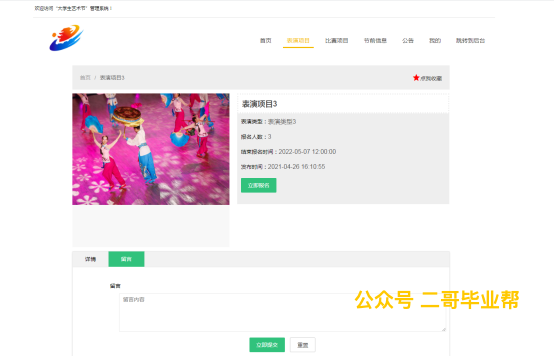 欢迎访问“大学生艺术节”管理系统！
首页 表演项目 比赛项目 节前信息 公告 我的 跳转到后台
首页 / 表演项目3
★点我收藏
表演项目3
表演类型：表演类型3
报名人数：3
结束报名时间：2022-05-07 12:00:00
发布时间：2021-04-26 16:10:55
立即报名
详情 留言
留言
留言内容
公众号 二哥毕业帮
立即提交 重置